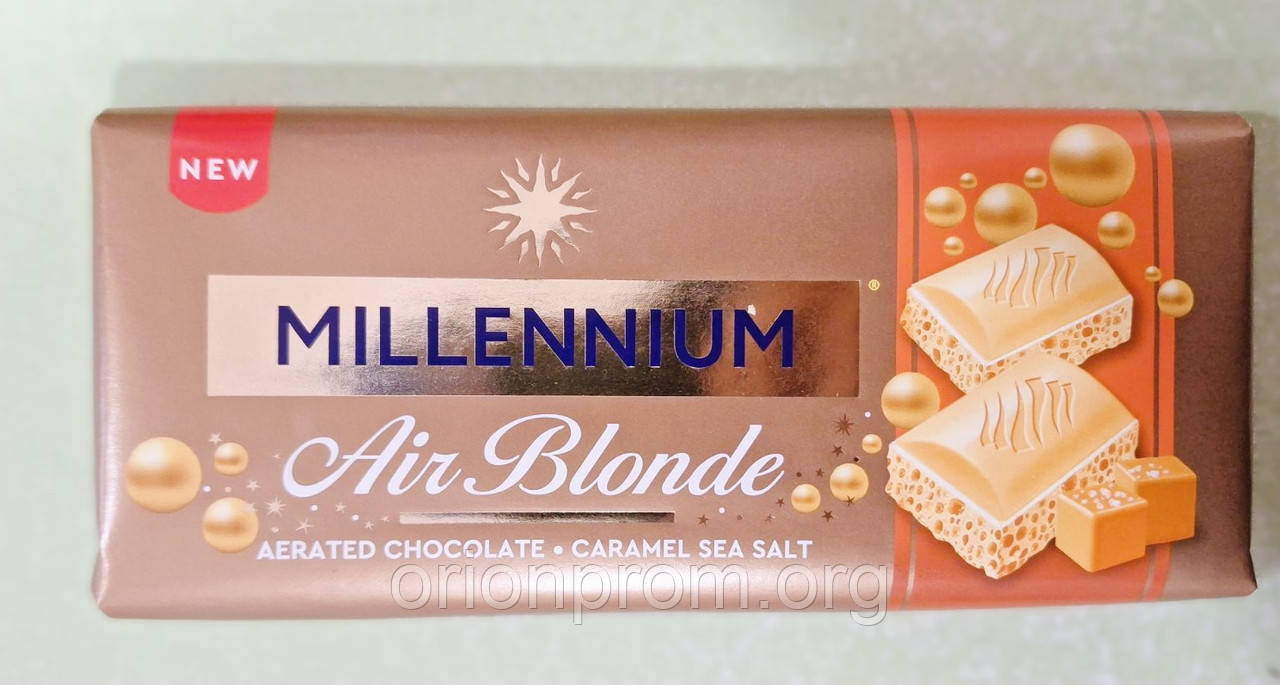 NEW
MILLENNIUM®
Air Blonde
AERATED CHOCOLATE • CARAMEL SEA SALT
orionprom.org